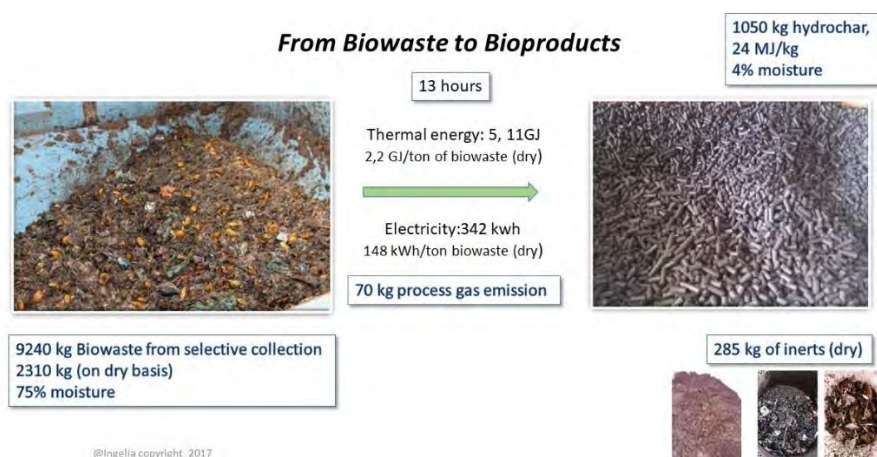 From Biowaste to Bioproducts
1050 kg hydrochar,
24 MJ/kg
4% moisture
13 hours
Thermal energy: 5, 11GJ
2,2 GJ/ton of biowaste (dry)
Electricity:342 kwh
148 kWh/ton biowaste (dry)
70 kg process gas emission
9240 kg Biowaste from selective collection
2310 kg (on dry basis)
75% moisture
285 kg of inerts (dry)
@Ingelia copyright 2017